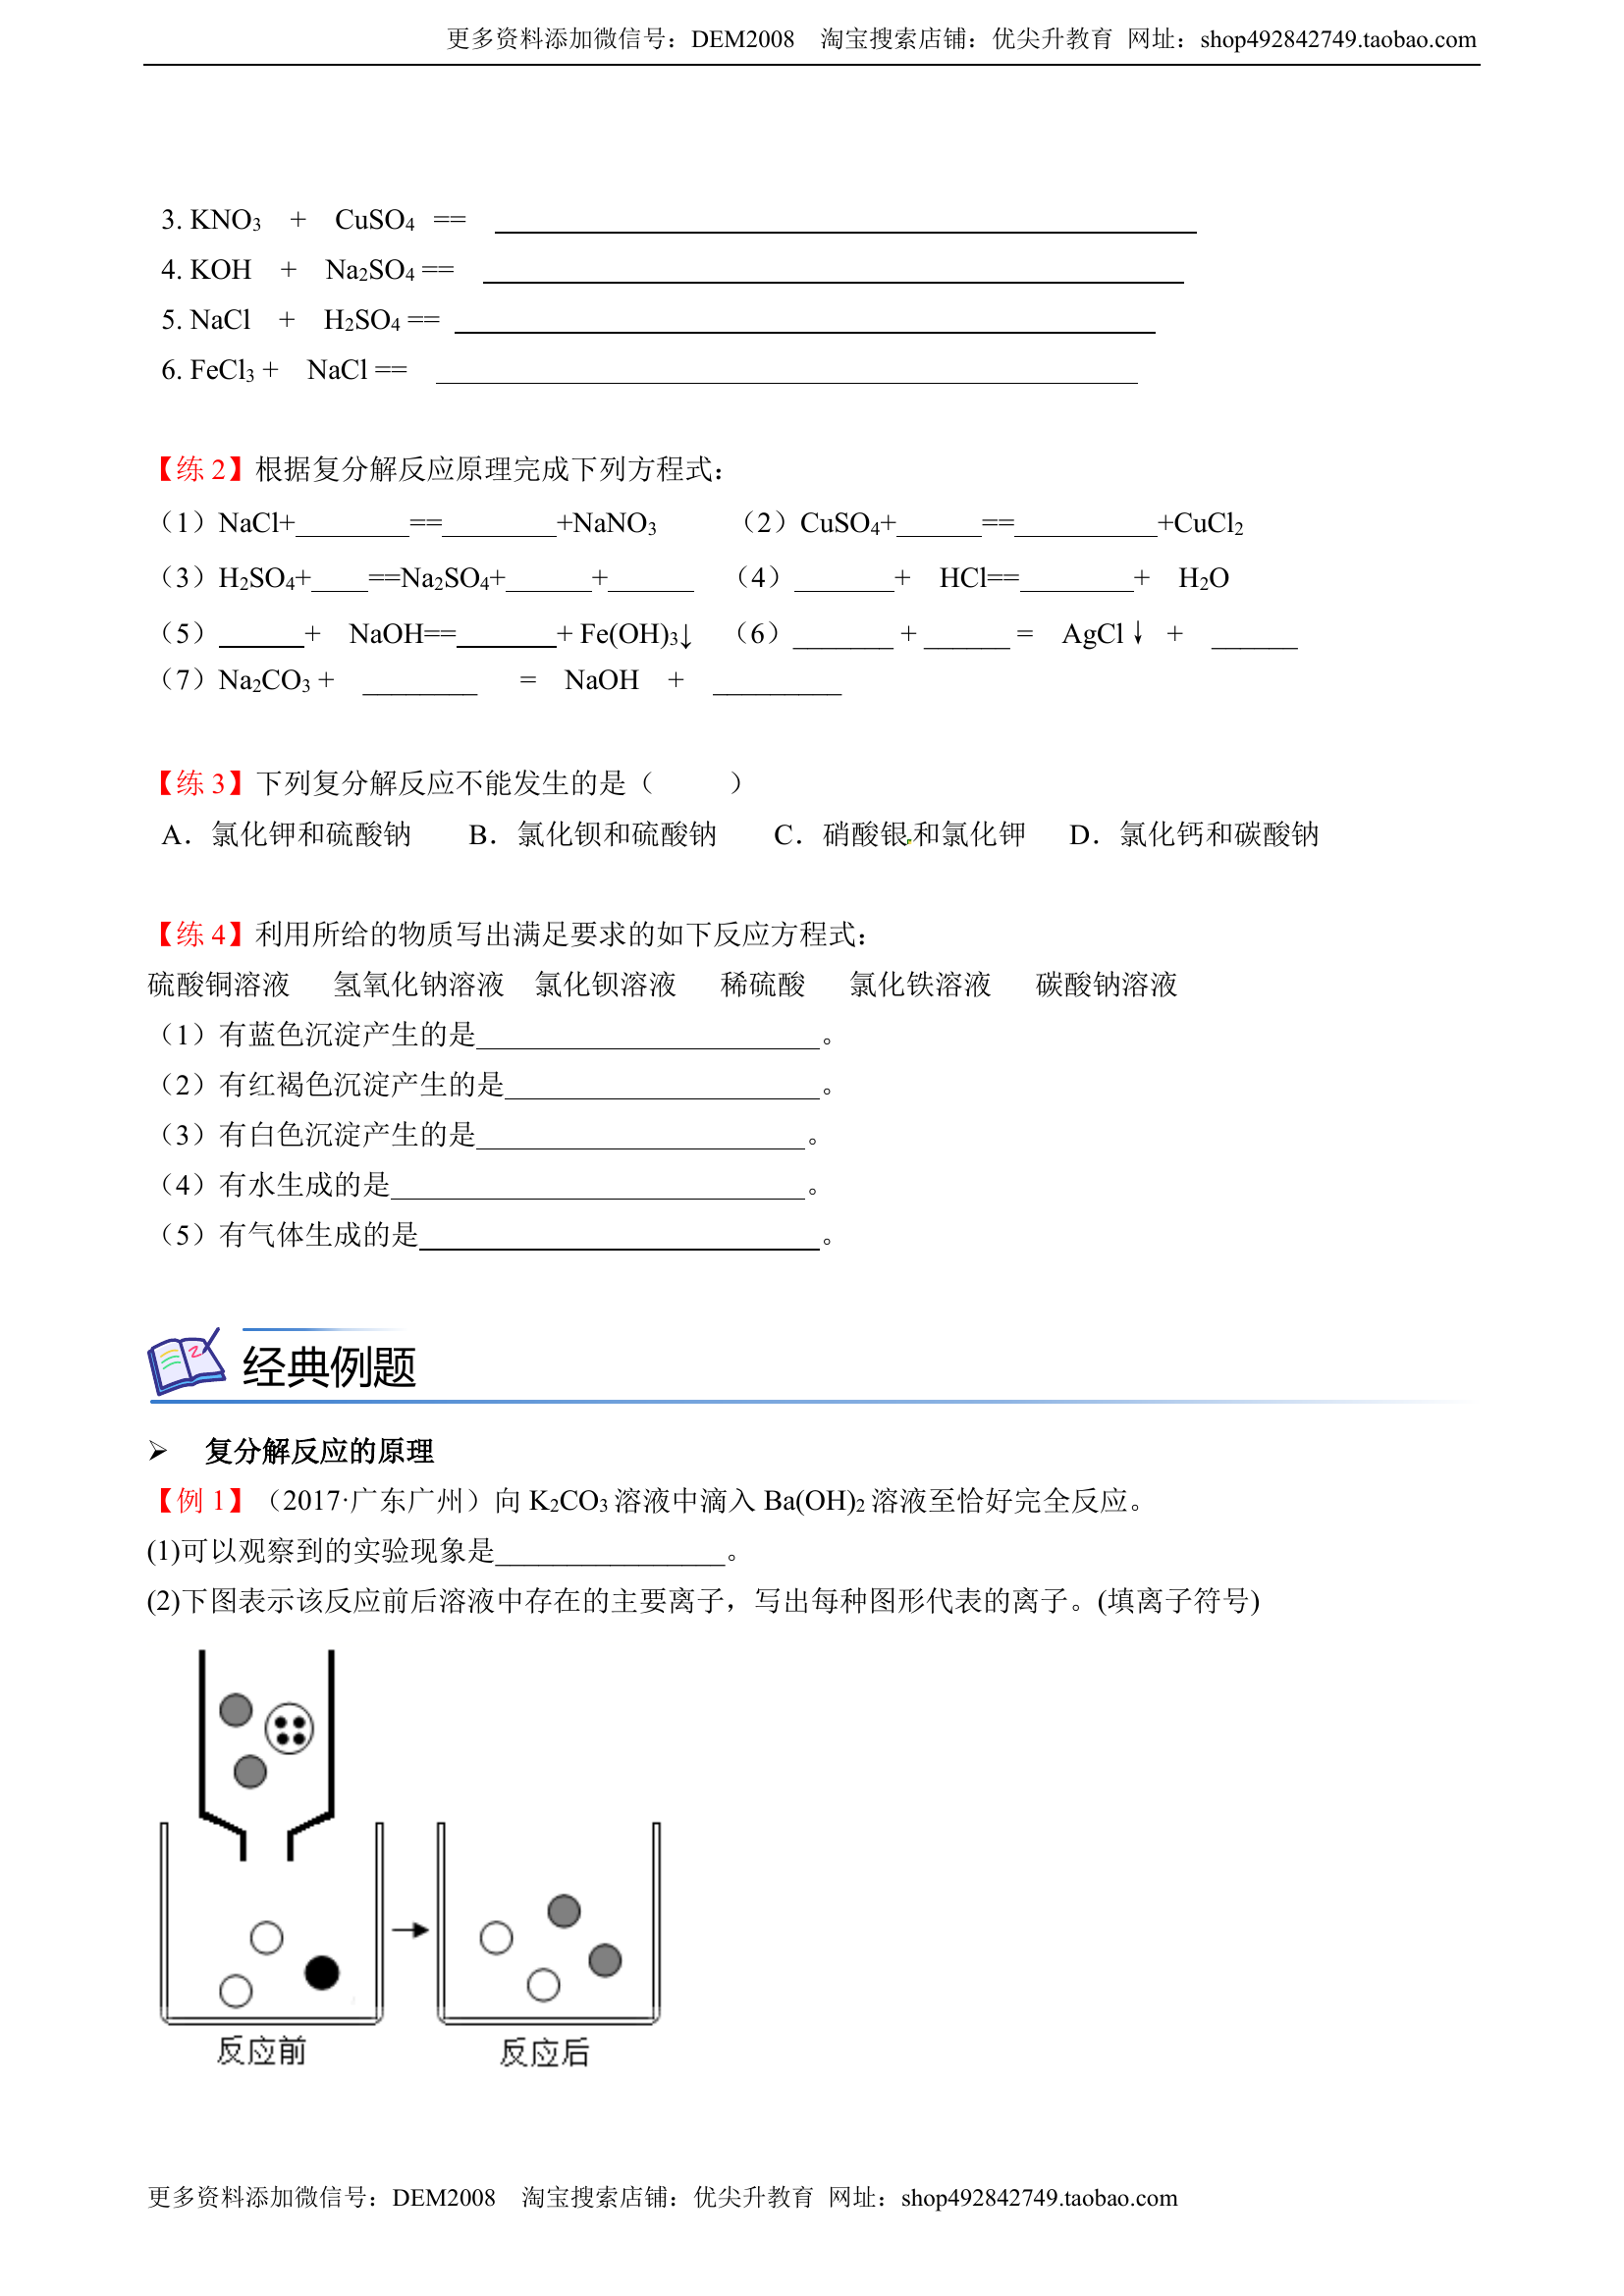 更多资料添加微信号：DEM2008 淘宝搜索店铺：优尖升教育 网址：shop492842749.taobao.com
3. KNO₃ + CuSO₄ == ____________________
4. KOH + Na₂SO₄ == ____________________
5. NaCl + H₂SO₄ == ____________________
6. FeCl₃ + NaCl == ____________________
【练 2】根据复分解反应原理完成下列方程式：
（1）NaCl+________==________+NaNO₃ （2）CuSO₄+______==__________+CuCl₂
（3）H₂SO₄+____==Na₂SO₄+______+______ （4）_______+ HCl==________+ H₂O
（5）______+ NaOH==_______+ Fe(OH)₃↓ （6）_______ + ______ = AgCl↓ + ______
（7）Na₂CO₃ + ________ = NaOH + _________
【练 3】下列复分解反应不能发生的是（ ）
A．氯化钾和硫酸钠 B．氯化钡和硫酸钠 C．硝酸银和氯化钾 D．氯化钙和碳酸钠
【练 4】利用所给的物质写出满足要求的如下反应方程式：
硫酸铜溶液 氢氧化钠溶液 氯化钡溶液 稀硫酸 氯化铁溶液 碳酸钠溶液
（1）有蓝色沉淀产生的是________________________。
（2）有红褐色沉淀产生的是______________________。
（3）有白色沉淀产生的是_______________________。
（4）有水生成的是_____________________________。
（5）有气体生成的是____________________________。
经典例题
➢ 复分解反应的原理
【例 1】（2017·广东广州）向 K₂CO₃ 溶液中滴入 Ba(OH)₂ 溶液至恰好完全反应。
(1)可以观察到的实验现象是________________。
(2)下图表示该反应前后溶液中存在的主要离子，写出每种图形代表的离子。(填离子符号)
反应前 反应后
更多资料添加微信号：DEM2008 淘宝搜索店铺：优尖升教育 网址：shop492842749.taobao.com